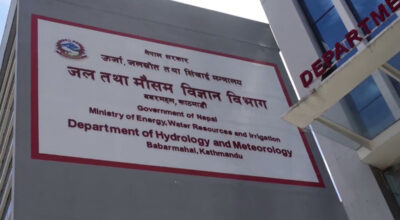 नेपाल सरकार
ऊर्जा, जलस्रोत तथा सिंचाई मन्त्रालय
जल तथा मौसम विज्ञान विभाग
बबरमहल, काठमाडौं
Government of Nepal
Ministry of Energy, Water Resources and Irrigation
Department of Hydrology and Meteorology
Babarmahal, Kathmandu
DEPARTME